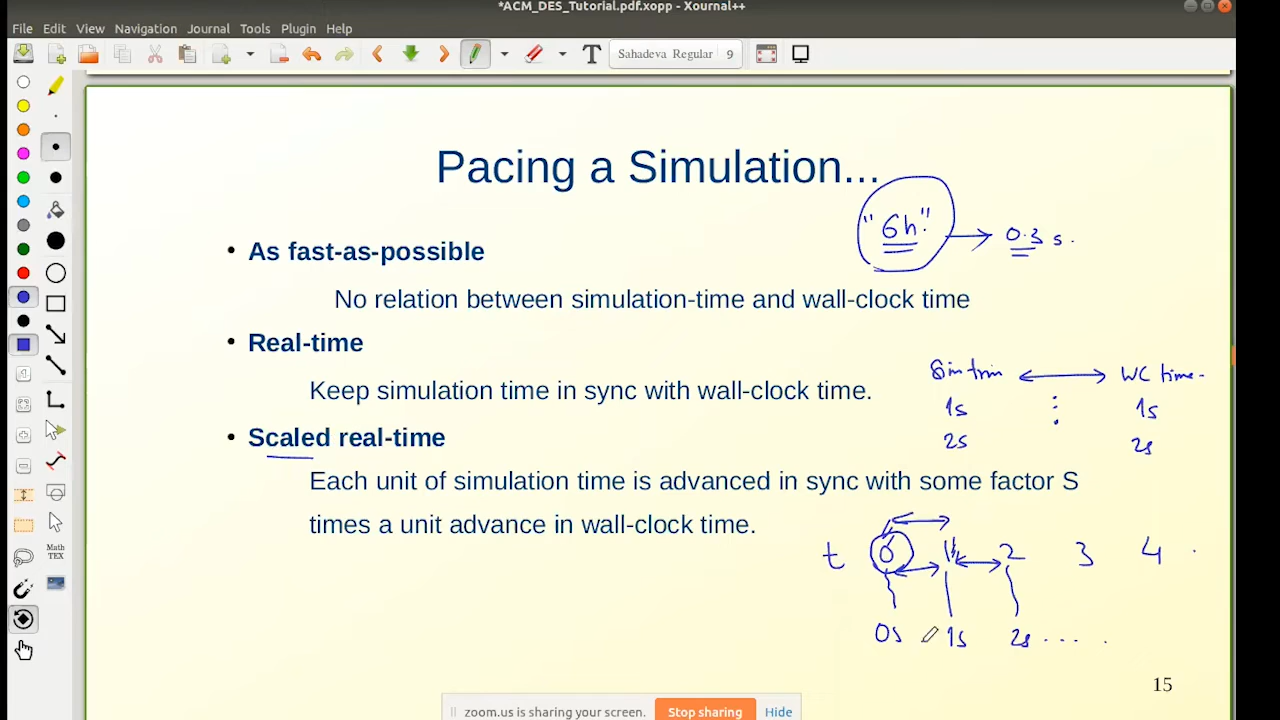 *ACM_DES_Tutorial.pdf.xopp - Xournal++
File Edit View Navigation Journal Tools Plugin Help
Sahadeva Regular 9
Pacing a Simulation...
"6h" → 0.3 s.
• As fast-as-possible
No relation between simulation-time and wall-clock time
• Real-time
Sim tim ↔ WC time
Keep simulation time in sync with wall-clock time.
1s : 1s
• Scaled real-time
2s 2s
Each unit of simulation time is advanced in sync with some factor S
times a unit advance in wall-clock time.
t 0 1 2 3 4 .
Math
TEX
0s 1s 2s ....
15
zoom.us is sharing your screen. Stop sharing Hide